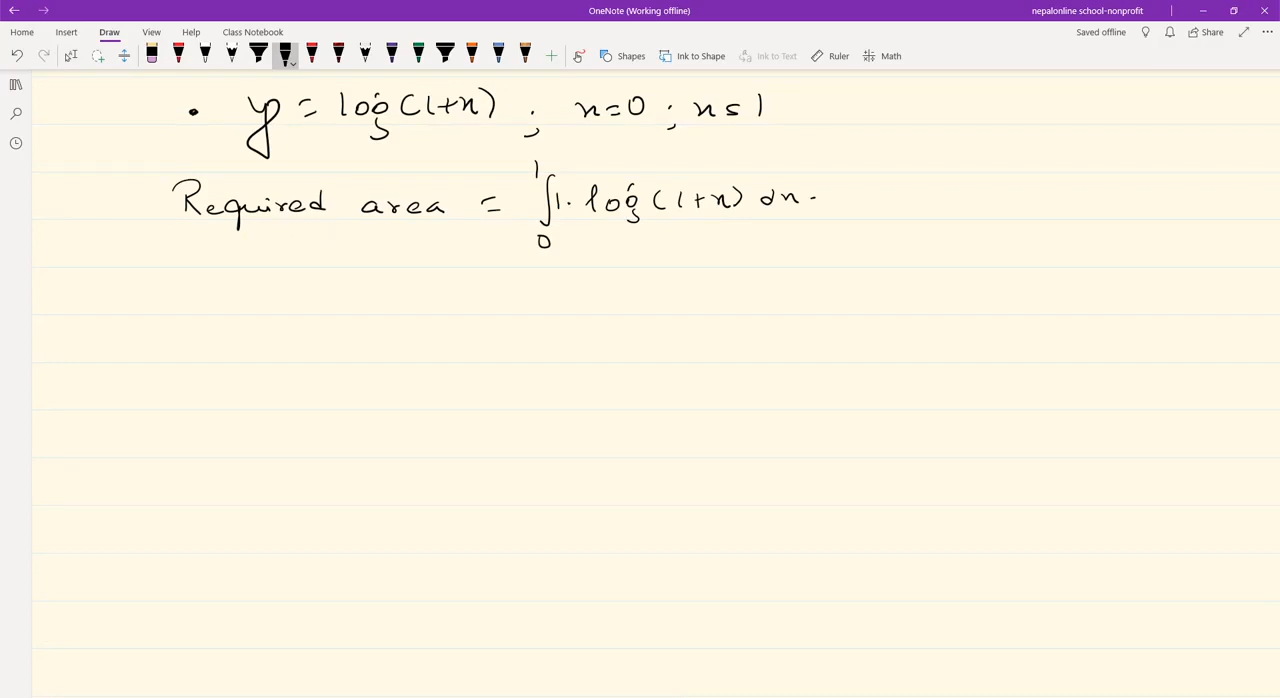 OneNote (Working offline)
nepalonline school-nonprofit
Home Insert Draw View Help Class Notebook
Saved offline Share
Shapes Ink to Shape Ink to Text Ruler Math
• y = log (1+x) ; x=0 ; x=1
Required area = ∫₀¹ 1. log (1+x) dx.